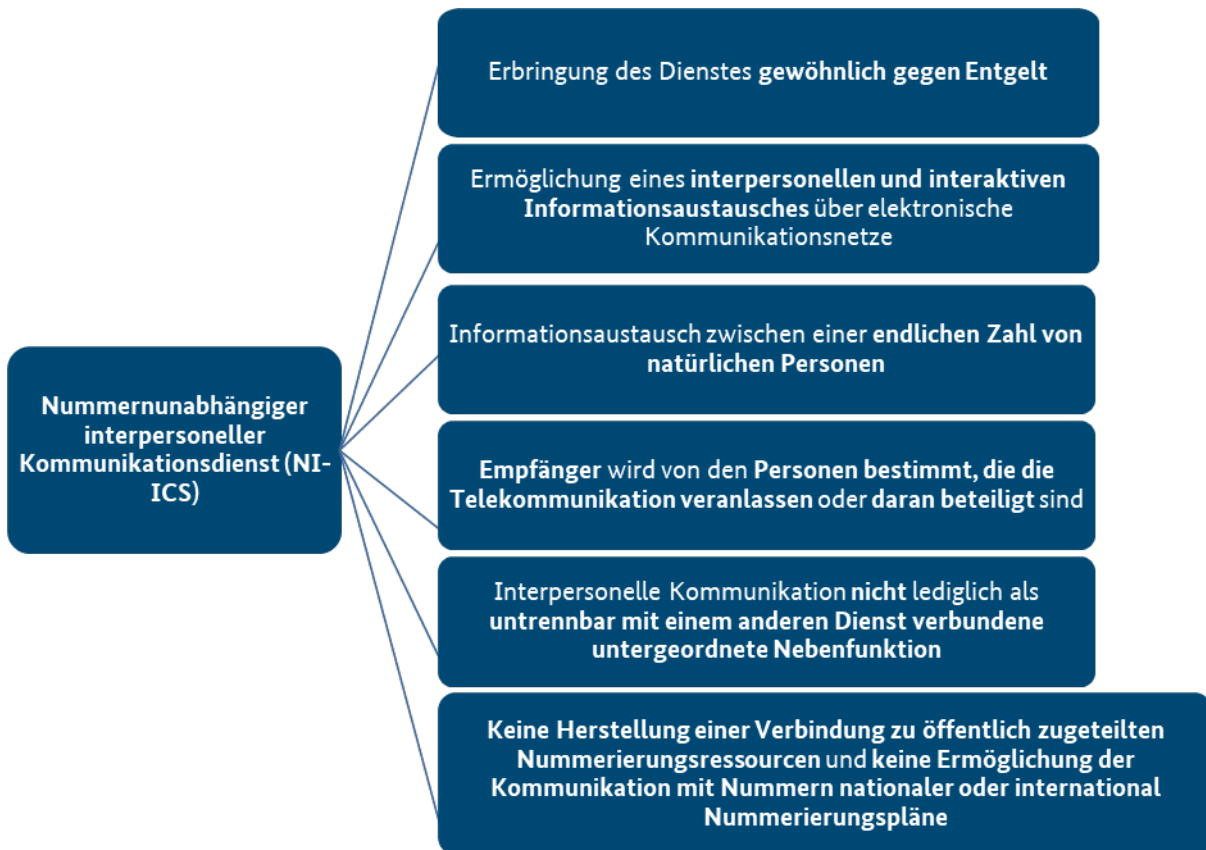 Erbringung des Dienstes gewöhnlich gegen Entgelt
Ermöglichung eines interpersonellen und interaktiven
Informationsaustausches über elektronische
Kommunikationsnetze
Informationsaustausch zwischen einer endlichen Zahl von
natürlichen Personen
Nummernunabhängiger
interpersoneller
Kommunikationsdienst (NI-
ICS)
Empfänger wird von den Personen bestimmt, die die
Telekommunikation veranlassen oder daran beteiligt sind
Interpersonelle Kommunikation nicht lediglich als
untrennbar mit einem anderen Dienst verbundene
untergeordnete Nebenfunktion
Keine Herstellung einer Verbindung zu öffentlich zugeteilten
Nummerierungsressourcen und keine Ermöglichung der
Kommunikation mit Nummern nationaler oder international
Nummerierungspläne